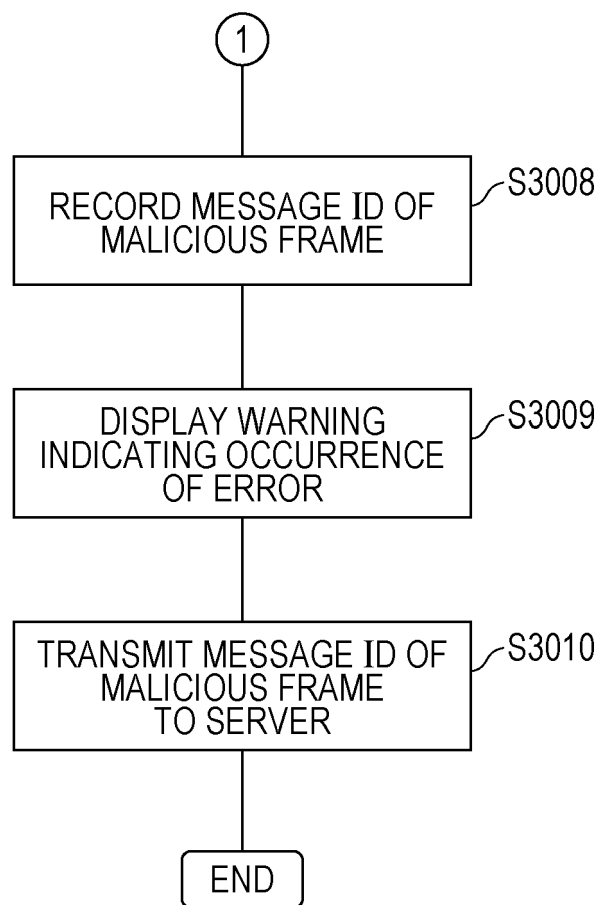 1
RECORD MESSAGE ID OF
MALICIOUS FRAME
S3008
DISPLAY WARNING
INDICATING OCCURRENCE
OF ERROR
S3009
TRANSMIT MESSAGE ID OF
MALICIOUS FRAME
TO SERVER
S3010
END